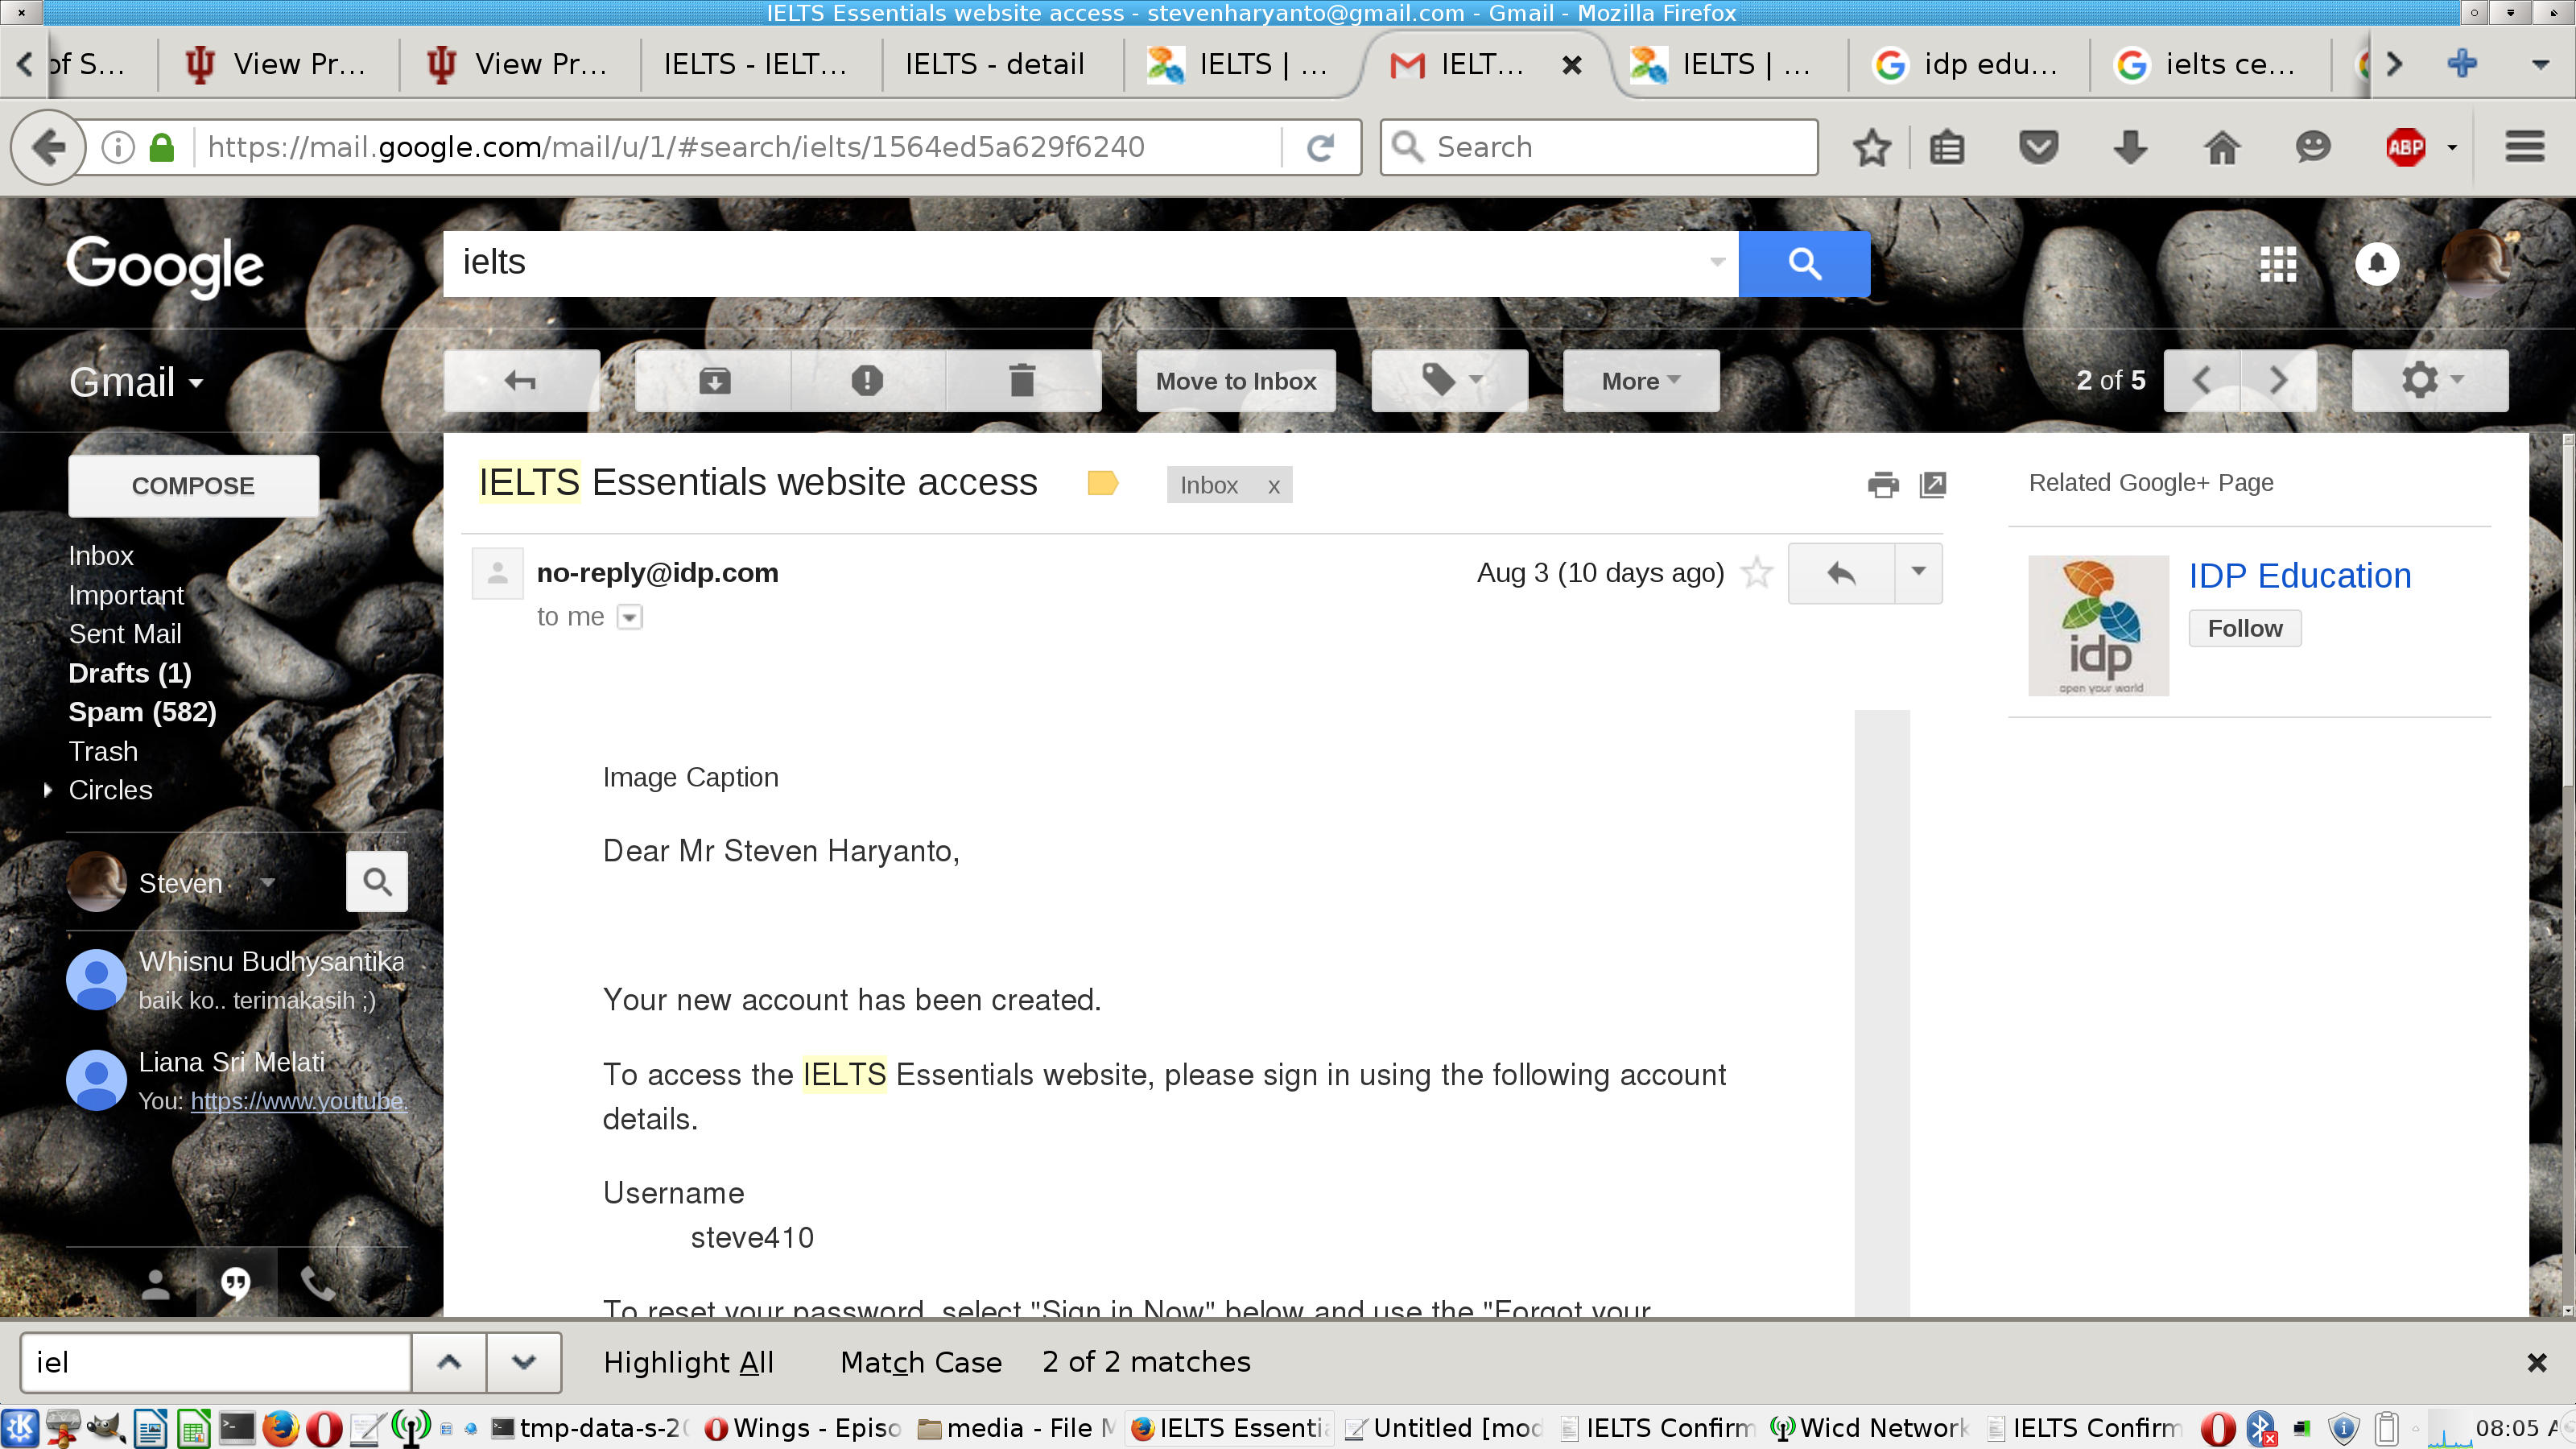 IELTS Essentials website access - stevenharyanto@gmail.com - Gmail - Mozilla Firefox
of S...
View Pr...
View Pr...
IELTS - IELT...
IELTS - detail
IELTS | ...
IELT...
IELTS | ...
idp edu...
ielts ce...
https://mail.google.com/mail/u/1/#search/ielts/1564ed5a629f6240
Search
ABP
Google
ielts
Gmail
Move to Inbox
More
2 of 5
COMPOSE
Inbox
Important
Sent Mail
Drafts (1)
Spam (582)
Trash
Circles
Steven
Whisnu Budhysantika
baik ko.. terimakasih ;)
Liana Sri Melati
You: https://www.youtube.
IELTS Essentials website access
Inbox x
no-reply@idp.com
Aug 3 (10 days ago)
to me
Image Caption
Dear Mr Steven Haryanto,
Your new account has been created.
To access the IELTS Essentials website, please sign in using the following account
details.
Username
steve410
To reset your password, select "Sign in Now" below and use the "Forgot your
Related Google+ Page
IDP Education
Follow
idp
open your world
iel
Highlight All
Match Case
2 of 2 matches
tmp-data-s-20
Wings - Episo
media - File M
IELTS Essentia
Untitled [mod
IELTS Confirm
Wicd Network
IELTS Confirm
08:05 A